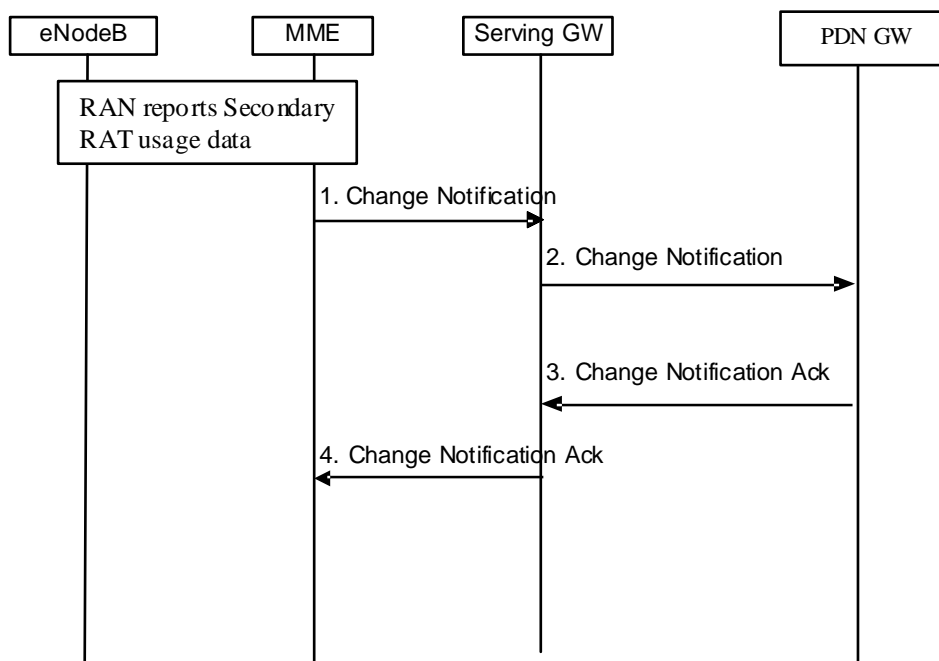 eNodeB
MME
Serving GW
PDN GW
RAN reports Secondary
RAT usage data
1. Change Notification
2. Change Notification
3. Change Notification Ack
4. Change Notification Ack